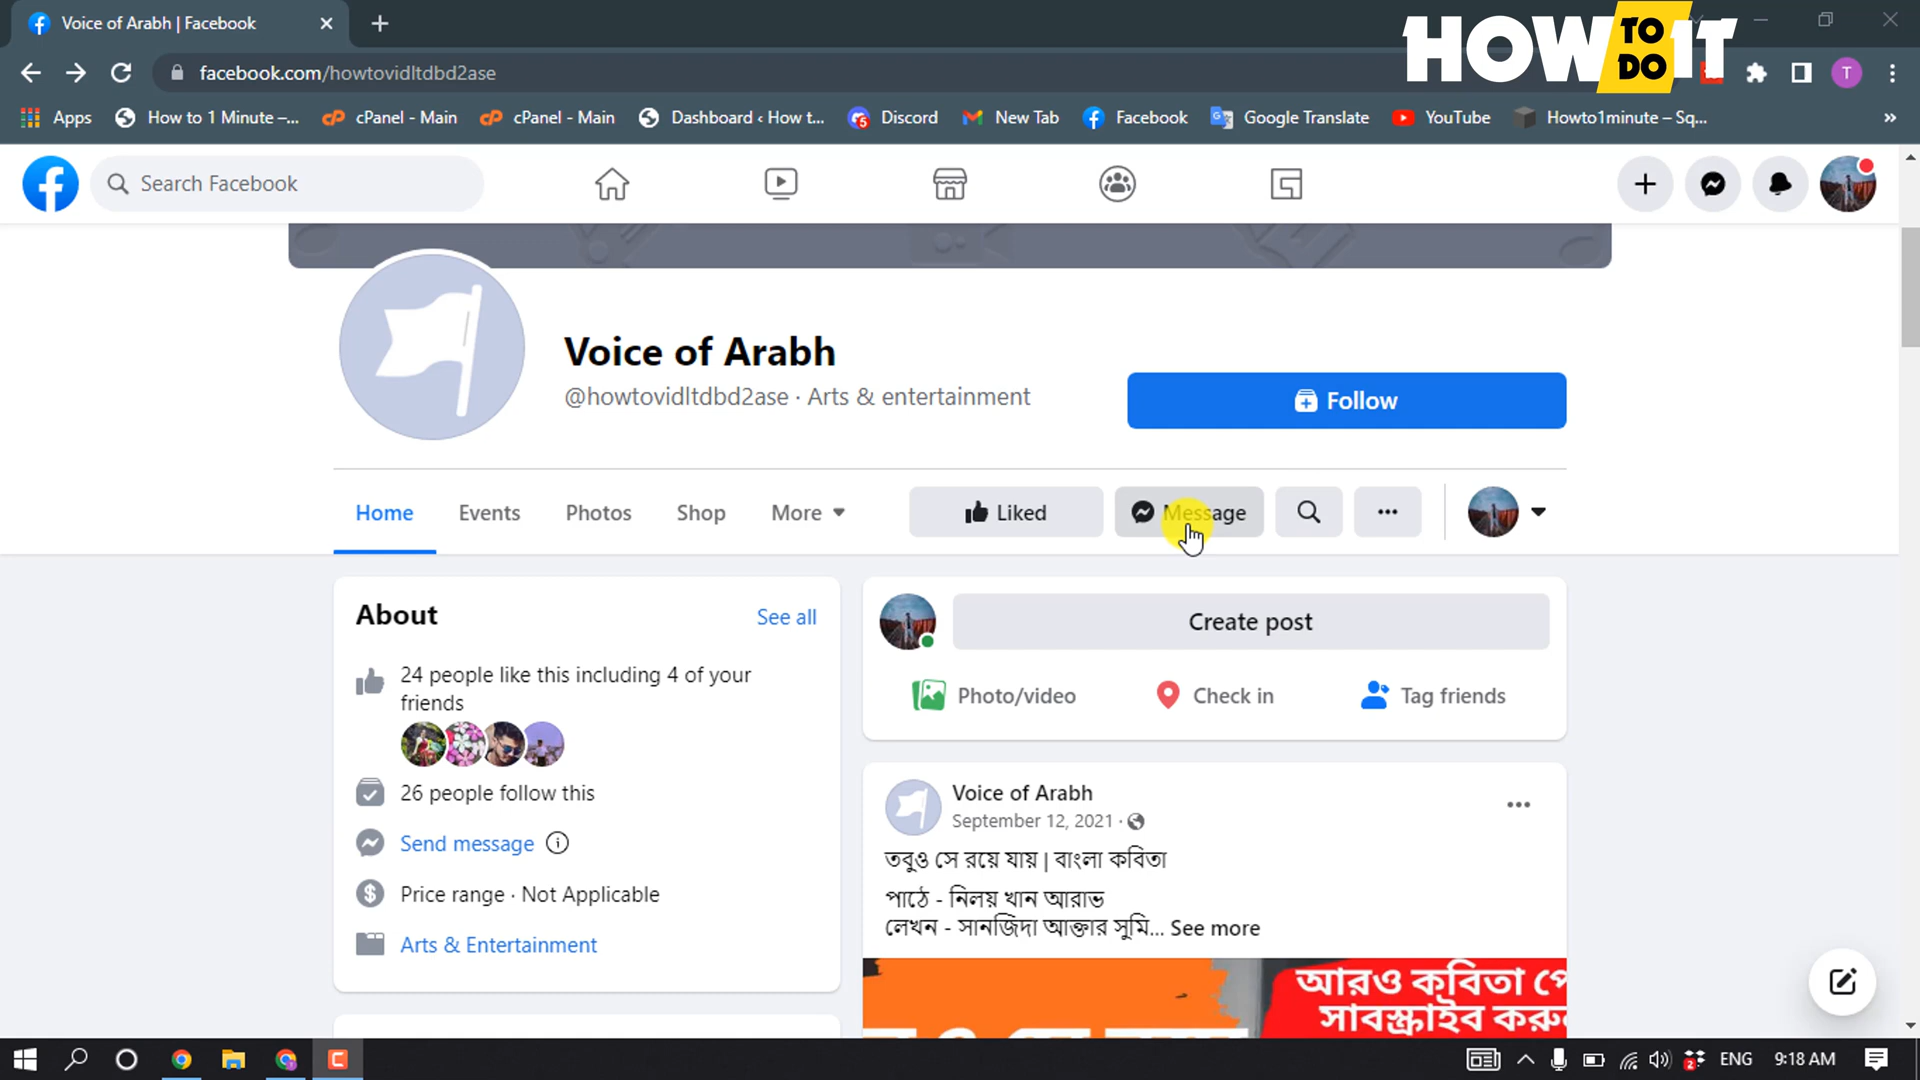 Voice of Arabh | Facebook
HOW TO DO IT
facebook.com/howtovidltdbd2ase
T
Apps
How to 1 Minute –...
cPanel - Main
cPanel - Main
Dashboard ‹ How t...
Discord
New Tab
Facebook
Google Translate
YouTube
Howto1minute – Sq...
»
Search Facebook
Voice of Arabh
@howtovidltdbd2ase · Arts & entertainment
Follow
Home
Events
Photos
Shop
More
Liked
Message
About
See all
24 people like this including 4 of your
friends
26 people follow this
Send message
Price range · Not Applicable
Arts & Entertainment
Create post
Photo/video
Check in
Tag friends
Voice of Arabh
September 12, 2021 ·
তবুও সে রয়ে যায় | বাংলা কবিতা
পাঠে - নিলয় খান আরাভ
লেখন - সানজিদা আক্তার সুমি... See more
আরও কবিতা
সাবস্ক্রাইব
ENG
9:18 AM